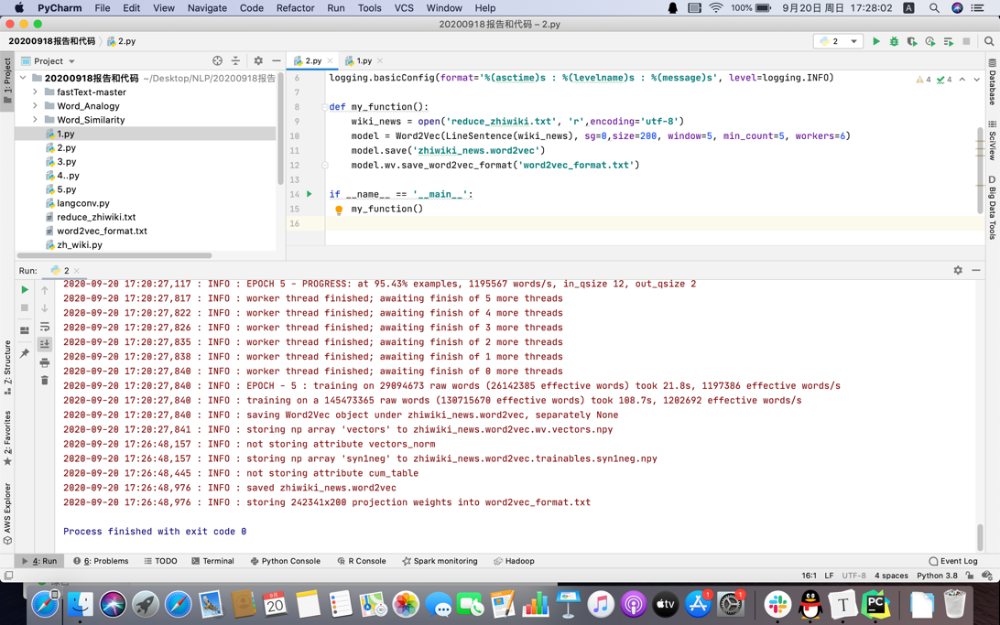 PyCharm File Edit View Navigate Code Refactor Run Tools VCS Window Help 100% 9月20日 周日 17:28:02 A
20200918报告和代码 – 2.py
20200918报告和代码 2.py 2
Project 2.py 1.py
20200918报告和代码 ~/Desktop/NLP/20200918报告
fastText-master
Word_Analogy
Word_Similarity
1.py
2.py
3.py
4..py
5.py
langconv.py
reduce_zhiwiki.txt
word2vec_format.txt
zh_wiki.py
6 logging.basicConfig(format='%(asctime)s : %(levelname)s : %(message)s', level=logging.INFO)
4 4
7
8 def my_function():
9 wiki_news = open('reduce_zhiwiki.txt', 'r',encoding='utf-8')
10 model = Word2Vec(LineSentence(wiki_news), sg=0,size=200, window=5, min_count=5, workers=6)
11 model.save('zhiwiki_news.word2vec')
12 model.wv.save_word2vec_format('word2vec_format.txt')
13
14 if __name__ == '__main__':
15 my_function()
16
1: Project
7: Structure
2: Favorites
AWS Explorer
Database
SciView
Big Data Tools
Run: 2
2020-09-20 17:20:27,117 : INFO : EPOCH 5 - PROGRESS: at 95.43% examples, 1195567 words/s, in_qsize 12, out_qsize 2
2020-09-20 17:20:27,817 : INFO : worker thread finished; awaiting finish of 5 more threads
2020-09-20 17:20:27,822 : INFO : worker thread finished; awaiting finish of 4 more threads
2020-09-20 17:20:27,826 : INFO : worker thread finished; awaiting finish of 3 more threads
2020-09-20 17:20:27,835 : INFO : worker thread finished; awaiting finish of 2 more threads
2020-09-20 17:20:27,838 : INFO : worker thread finished; awaiting finish of 1 more threads
2020-09-20 17:20:27,840 : INFO : worker thread finished; awaiting finish of 0 more threads
2020-09-20 17:20:27,840 : INFO : EPOCH - 5 : training on 29094673 raw words (26142385 effective words) took 21.8s, 1197386 effective words/s
2020-09-20 17:20:27,840 : INFO : training on a 145473365 raw words (130715670 effective words) took 108.7s, 1202692 effective words/s
2020-09-20 17:20:27,840 : INFO : saving Word2Vec object under zhiwiki_news.word2vec, separately None
2020-09-20 17:20:27,841 : INFO : storing np array 'vectors' to zhiwiki_news.word2vec.wv.vectors.npy
2020-09-20 17:26:48,157 : INFO : not storing attribute vectors_norm
2020-09-20 17:26:48,157 : INFO : storing np array 'syn1neg' to zhiwiki_news.word2vec.trainables.syn1neg.npy
2020-09-20 17:26:48,445 : INFO : not storing attribute cum_table
2020-09-20 17:26:48,976 : INFO : saved zhiwiki_news.word2vec
2020-09-20 17:26:48,976 : INFO : storing 242341x200 projection weights into word2vec_format.txt
Process finished with exit code 0
4: Run 6: Problems TODO Terminal Python Console R Console Spark monitoring Hadoop Event Log
16:1 LF UTF-8 4 spaces Python 3.8
9月
20
tv
1
1
T
PC